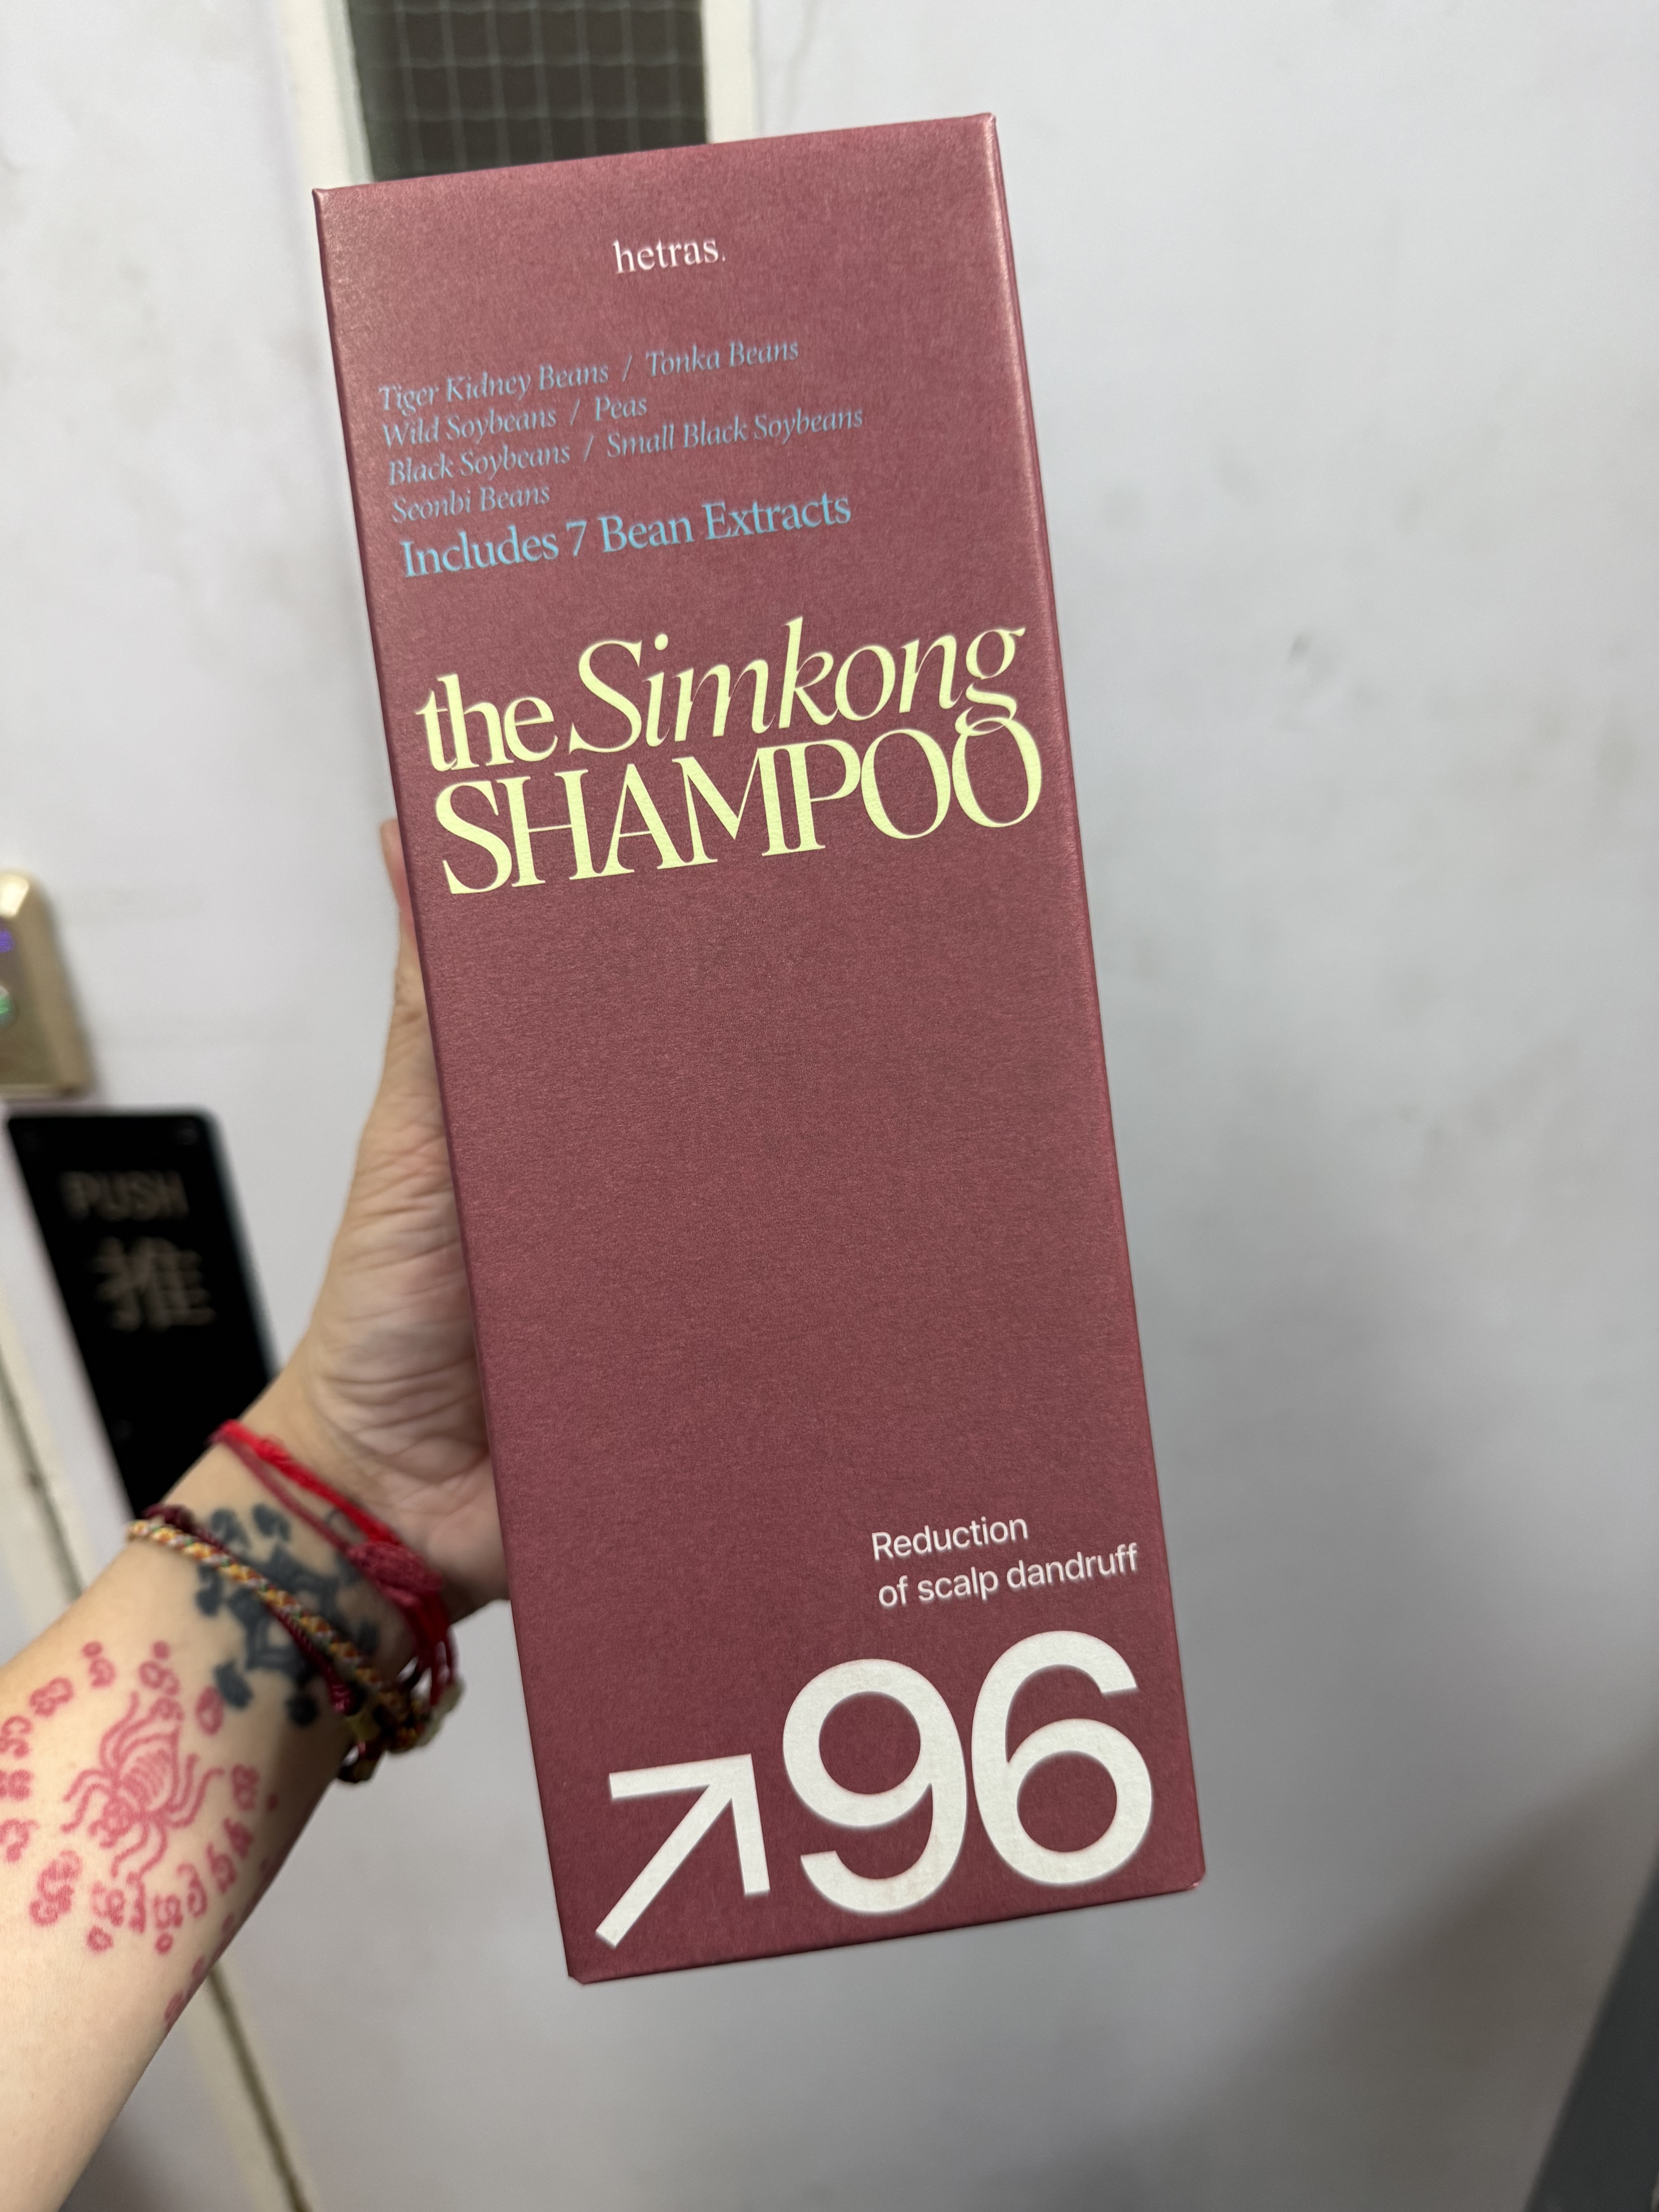 hetras.
Tiger Kidney Beans / Tonka Beans
Wild Soybeans / Peas
Black Soybeans / Small Black Soybeans
Seonbi Beans
Includes 7 Bean Extracts
the Simkong
SHAMPOO
PUSH
推
Reduction
of scalp dandruff
↗96